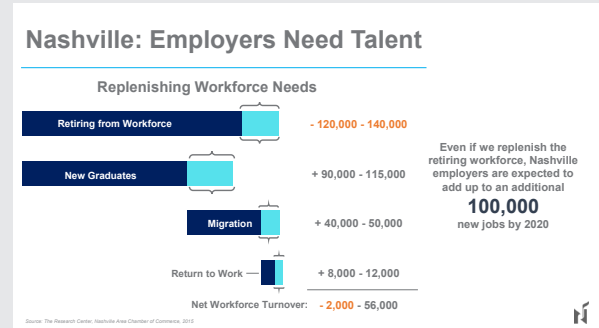 Nashville: Employers Need Talent
Replenishing Workforce Needs
Retiring from Workforce
- 120,000 - 140,000
New Graduates
+ 90,000 - 115,000
Migration
+ 40,000 - 50,000
Return to Work
+ 8,000 - 12,000
Net Workforce Turnover: - 2,000 - 56,000
Even if we replenish the
retiring workforce, Nashville
employers are expected to
add up to an additional
100,000
new jobs by 2020
Source: The Research Center, Nashville Area Chamber of Commerce, 2015